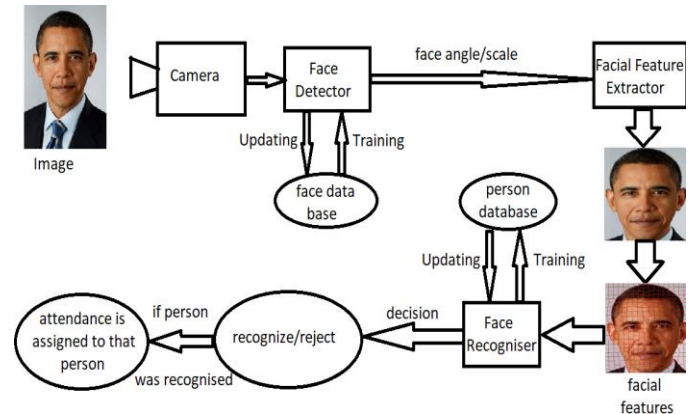 Image
Camera
Face
Detector
face angle/scale
Facial Feature
Extractor
Updating
Training
face data
base
person
database
Updating
Training
attendance is
assigned to that
person
if person
was recognised
recognize/reject
decision
Face
Recogniser
facial
features